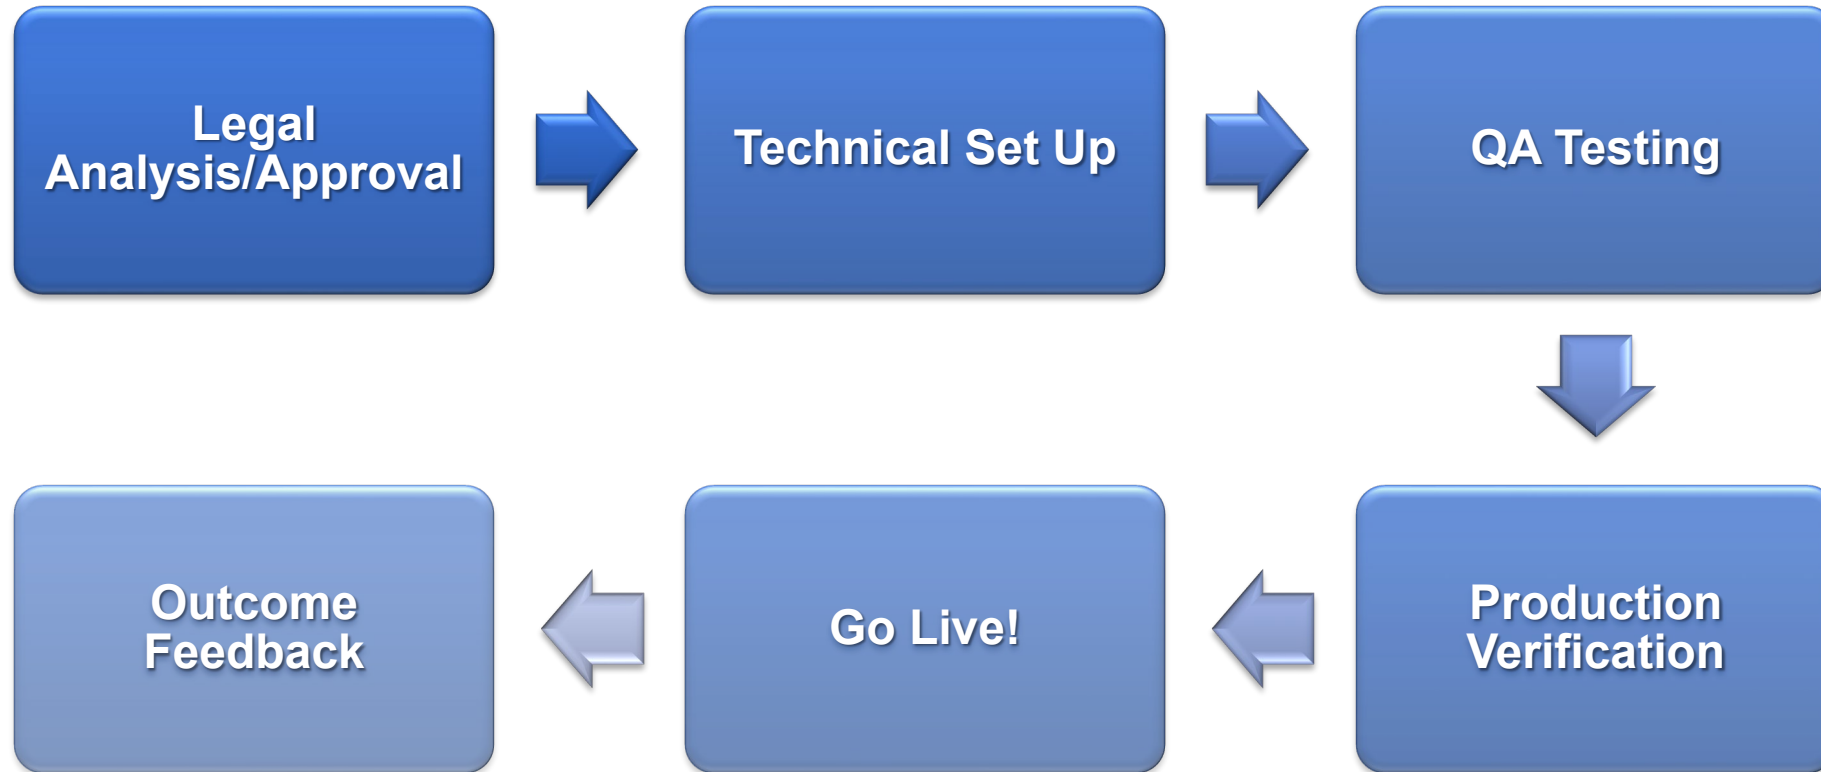 Legal
Analysis/Approval
Technical Set Up
QA Testing
Production
Verification
Go Live!
Outcome
Feedback